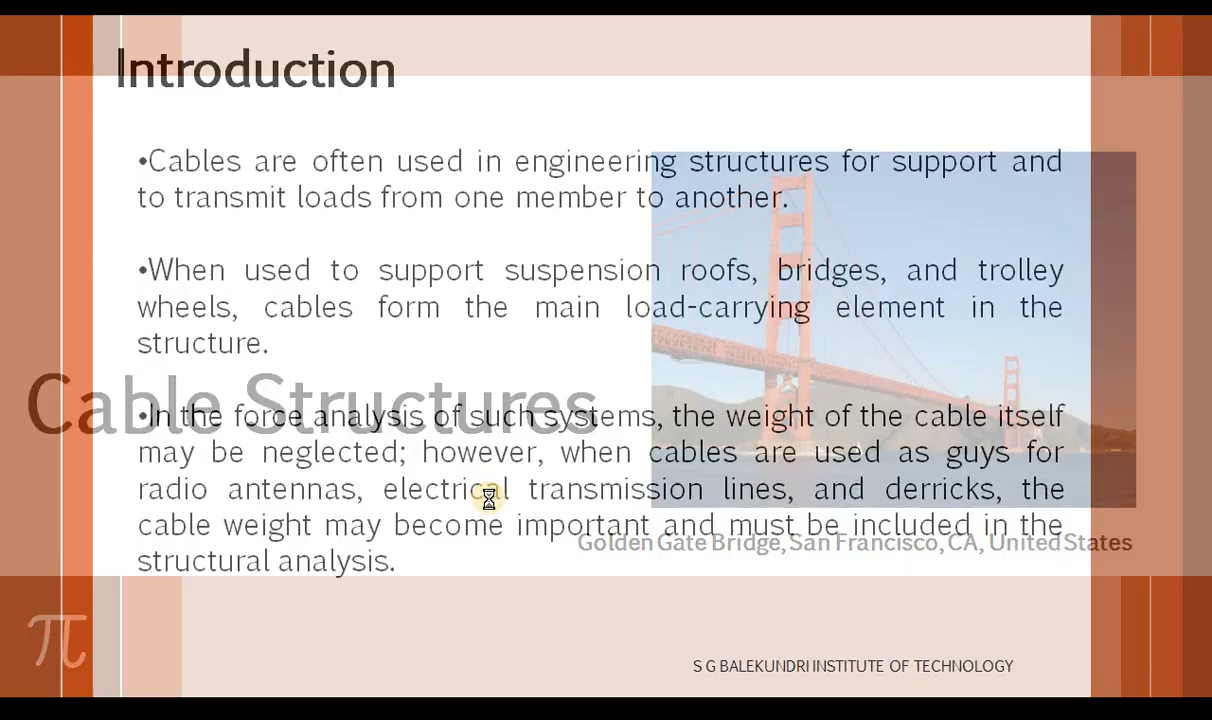 Introduction
•Cables are often used in engineering structures for support and
to transmit loads from one member to another.
•When used to support suspension roofs, bridges, and trolley
wheels, cables form the main load-carrying element in the
structure.
Cable Structures
•In the force analysis of such systems, the weight of the cable itself
may be neglected; however, when cables are used as guys for
radio antennas, electrical transmission lines, and derricks, the
cable weight may become important and must be included in the
structural analysis.
Golden Gate Bridge, San Francisco, CA, United States
π
S G BALEKUNDRI INSTITUTE OF TECHNOLOGY